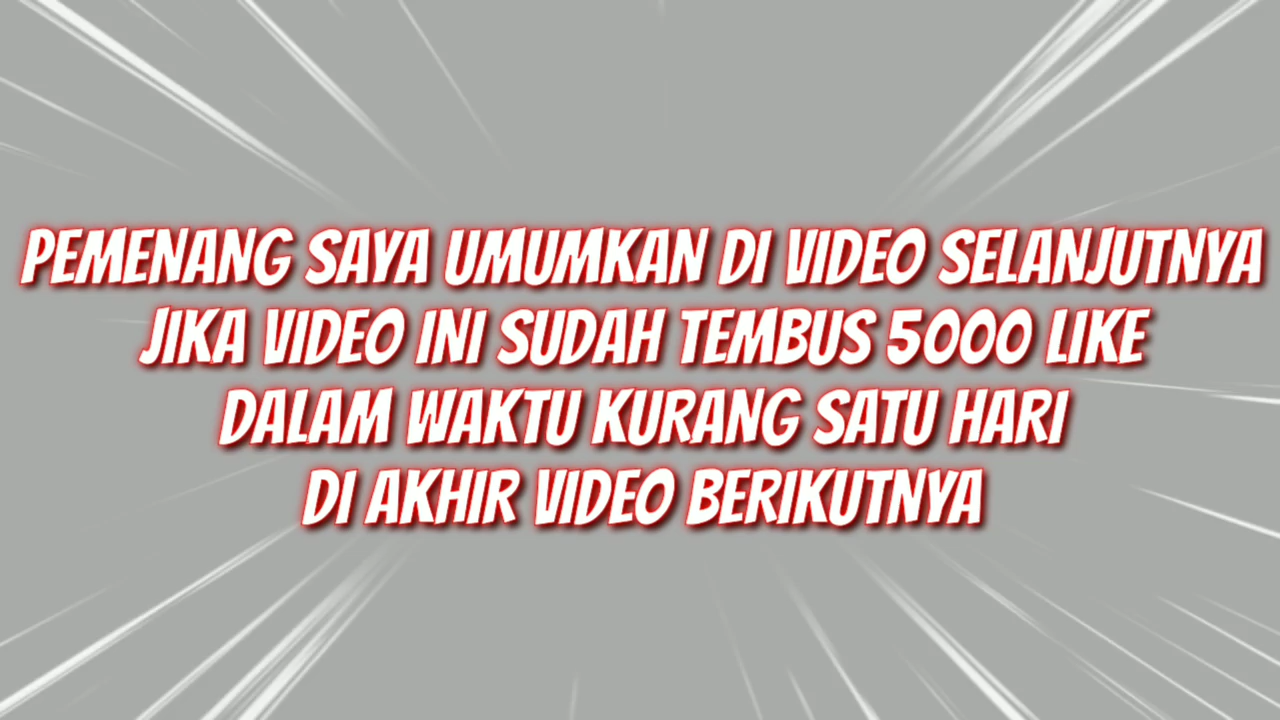 PEMENANG SAYA UMUMKAN DI VIDEO SELANJUTNYA
JIKA VIDEO INI SUDAH TEMBUS 5000 LIKE
DALAM WAKTU KURANG SATU HARI
DI AKHIR VIDEO BERIKUTNYA